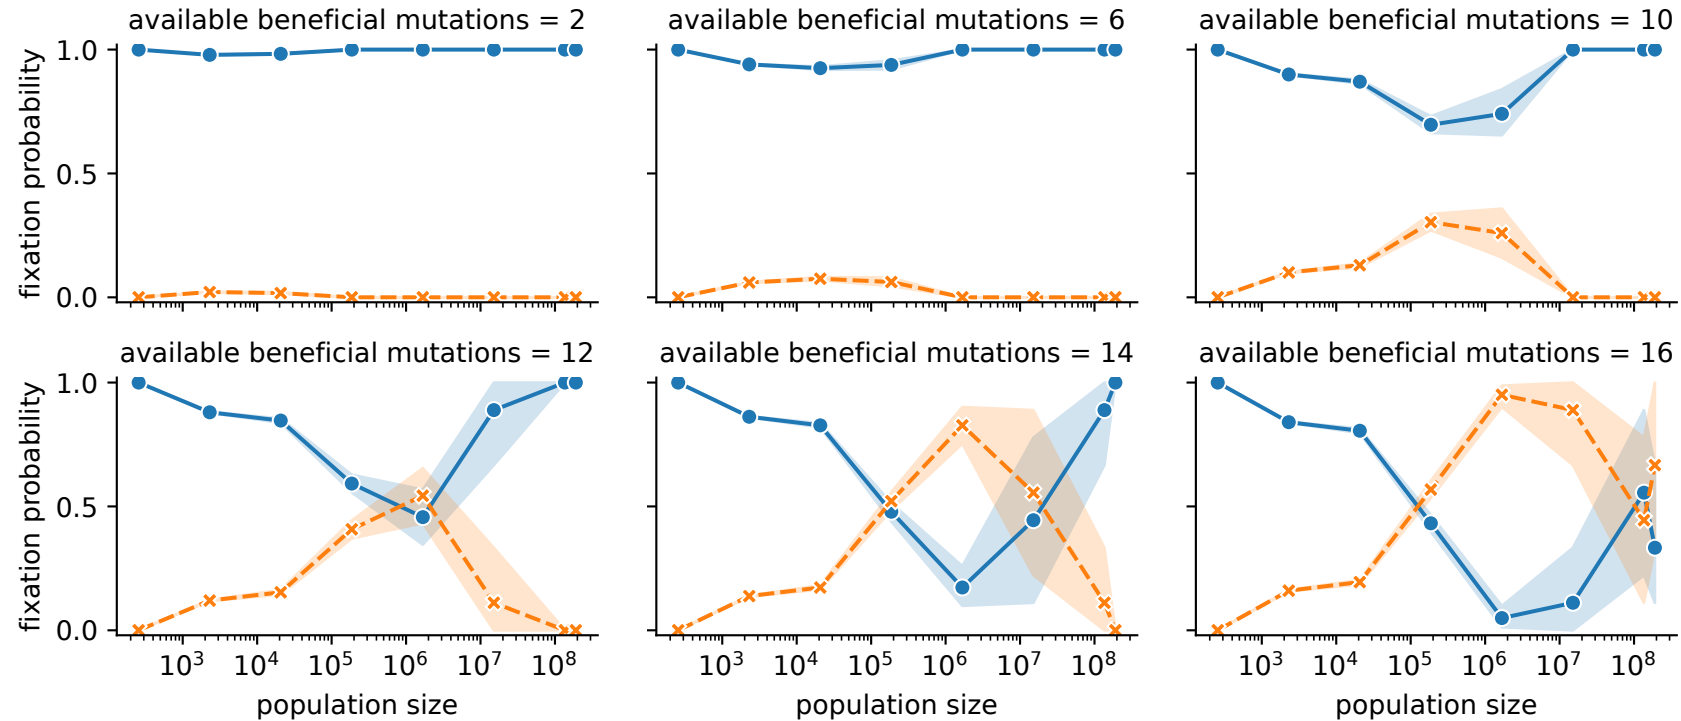 available beneficial mutations = 2
available beneficial mutations = 6
available beneficial mutations = 10
fixation probability
1.0
0.5
0.0
available beneficial mutations = 12
available beneficial mutations = 14
available beneficial mutations = 16
fixation probability
1.0
0.5
0.0
10³ 10⁴ 10⁵ 10⁶ 10⁷ 10⁸
10³ 10⁴ 10⁵ 10⁶ 10⁷ 10⁸
10³ 10⁴ 10⁵ 10⁶ 10⁷ 10⁸
population size
population size
population size